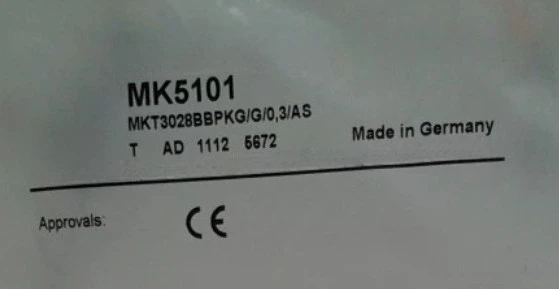 MK5101
MKT3028BBPKG/G/0,3/AS
T AD 1112 5672 Made in Germany
Approvals: CE